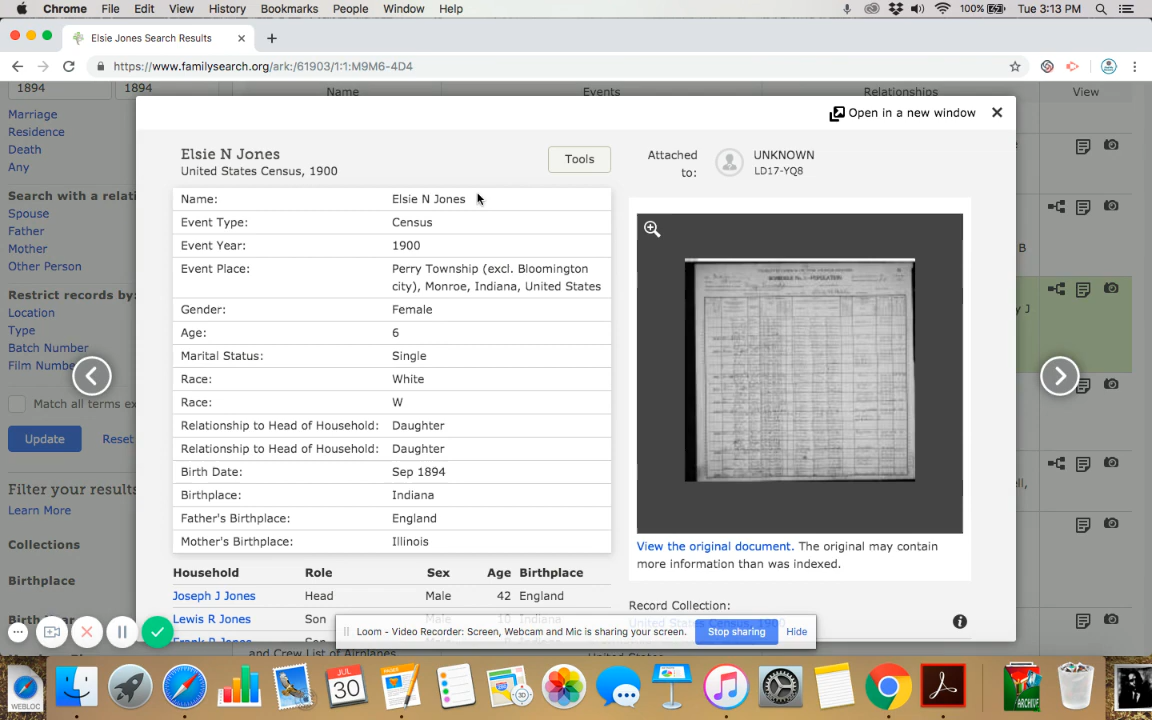 Chrome File Edit View History Bookmarks People Window Help 100% Tue 3:13 PM
Elsie Jones Search Results
https://www.familysearch.org/ark:/61903/1:1:M9M6-4D4
1894 1894 Name Events Relationships View
Marriage
Residence
Death
Any
Search with a relati
Spouse
Father
Mother
Other Person
Restrict records by:
Location
Type
Batch Number
Film Numbe
Match all terms ex
Update Reset
Filter your results
Learn More
Collections
Birthplace
Open in a new window
Elsie N Jones
United States Census, 1900
Tools
Attached to:
UNKNOWN
LD17-YQ8
Name: Elsie N Jones
Event Type: Census
Event Year: 1900
Event Place: Perry Township (excl. Bloomington
city), Monroe, Indiana, United States
Gender: Female
Age: 6
Marital Status: Single
Race: White
Race: W
Relationship to Head of Household: Daughter
Relationship to Head of Household: Daughter
Birth Date: Sep 1894
Birthplace: Indiana
Father's Birthplace: England
Mother's Birthplace: Illinois
Household Role Sex Age Birthplace
Joseph J Jones Head Male 42 England
Lewis R Jones Son Male 10 Indiana
View the original document. The original may contain
more information than was indexed.
Record Collection:
B
y J
ll,
Loom - Video Recorder: Screen, Webcam and Mic is sharing your screen. Stop sharing Hide
and Crew List of Airplanes
United States
WEBLOC
JUL
30
ARCHIVE